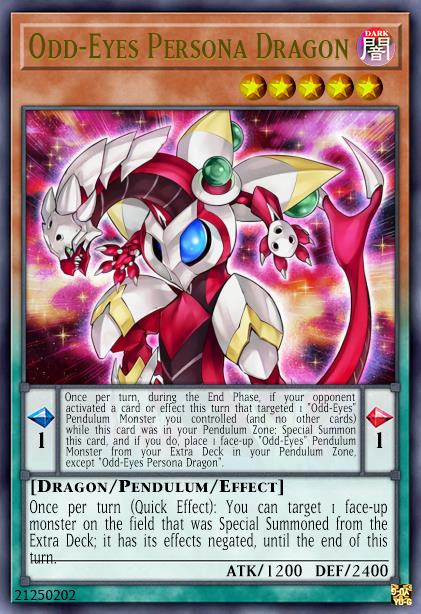 Odd-Eyes Persona Dragon
DARK
闇
Once per turn, during the End Phase, if your opponent
activated a card or effect this turn that targeted 1 "Odd-Eyes"
Pendulum Monster you controlled (and no other cards)
while this card was in your Pendulum Zone: Special Summon
this card, and if you do, place 1 face-up "Odd-Eyes" Pendulum
Monster from your Extra Deck in your Pendulum Zone,
except "Odd-Eyes Persona Dragon".
1
1
[Dragon/Pendulum/Effect]
Once per turn (Quick Effect): You can target 1 face-up
monster on the field that was Special Summoned from the
Extra Deck; it has its effects negated, until the end of this
turn.
ATK/1200 DEF/2400
21250202